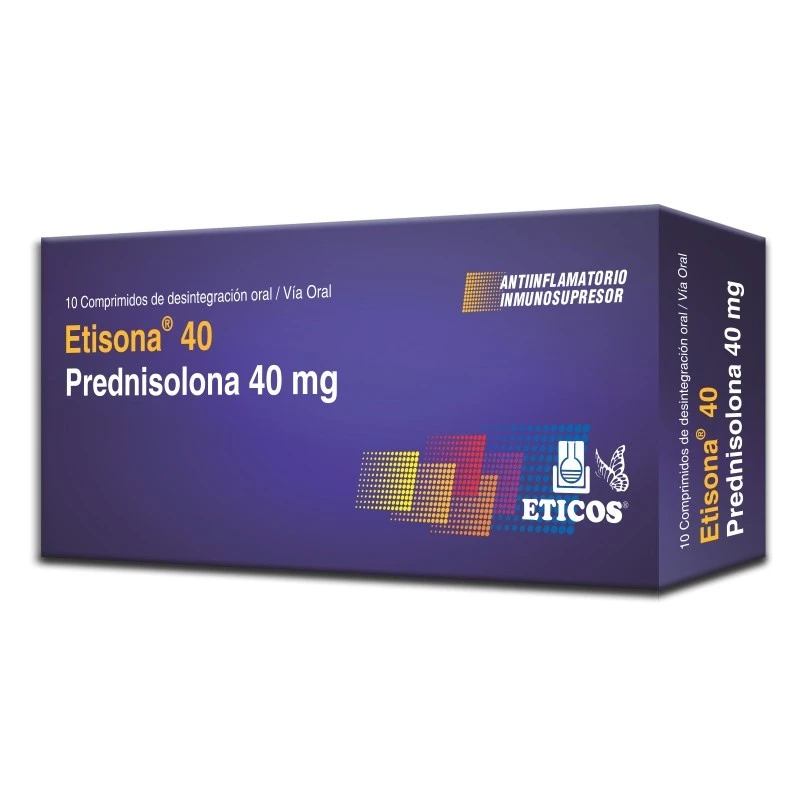 10 Comprimidos de desintegración oral / Vía Oral
Etisona® 40
Prednisolona 40 mg
ANTIINFLAMATORIO
INMUNOSUPRESOR
ETICOS®
10 Comprimidos de desintegración oral / Vía Oral
Etisona® 40
Prednisolona 40 mg